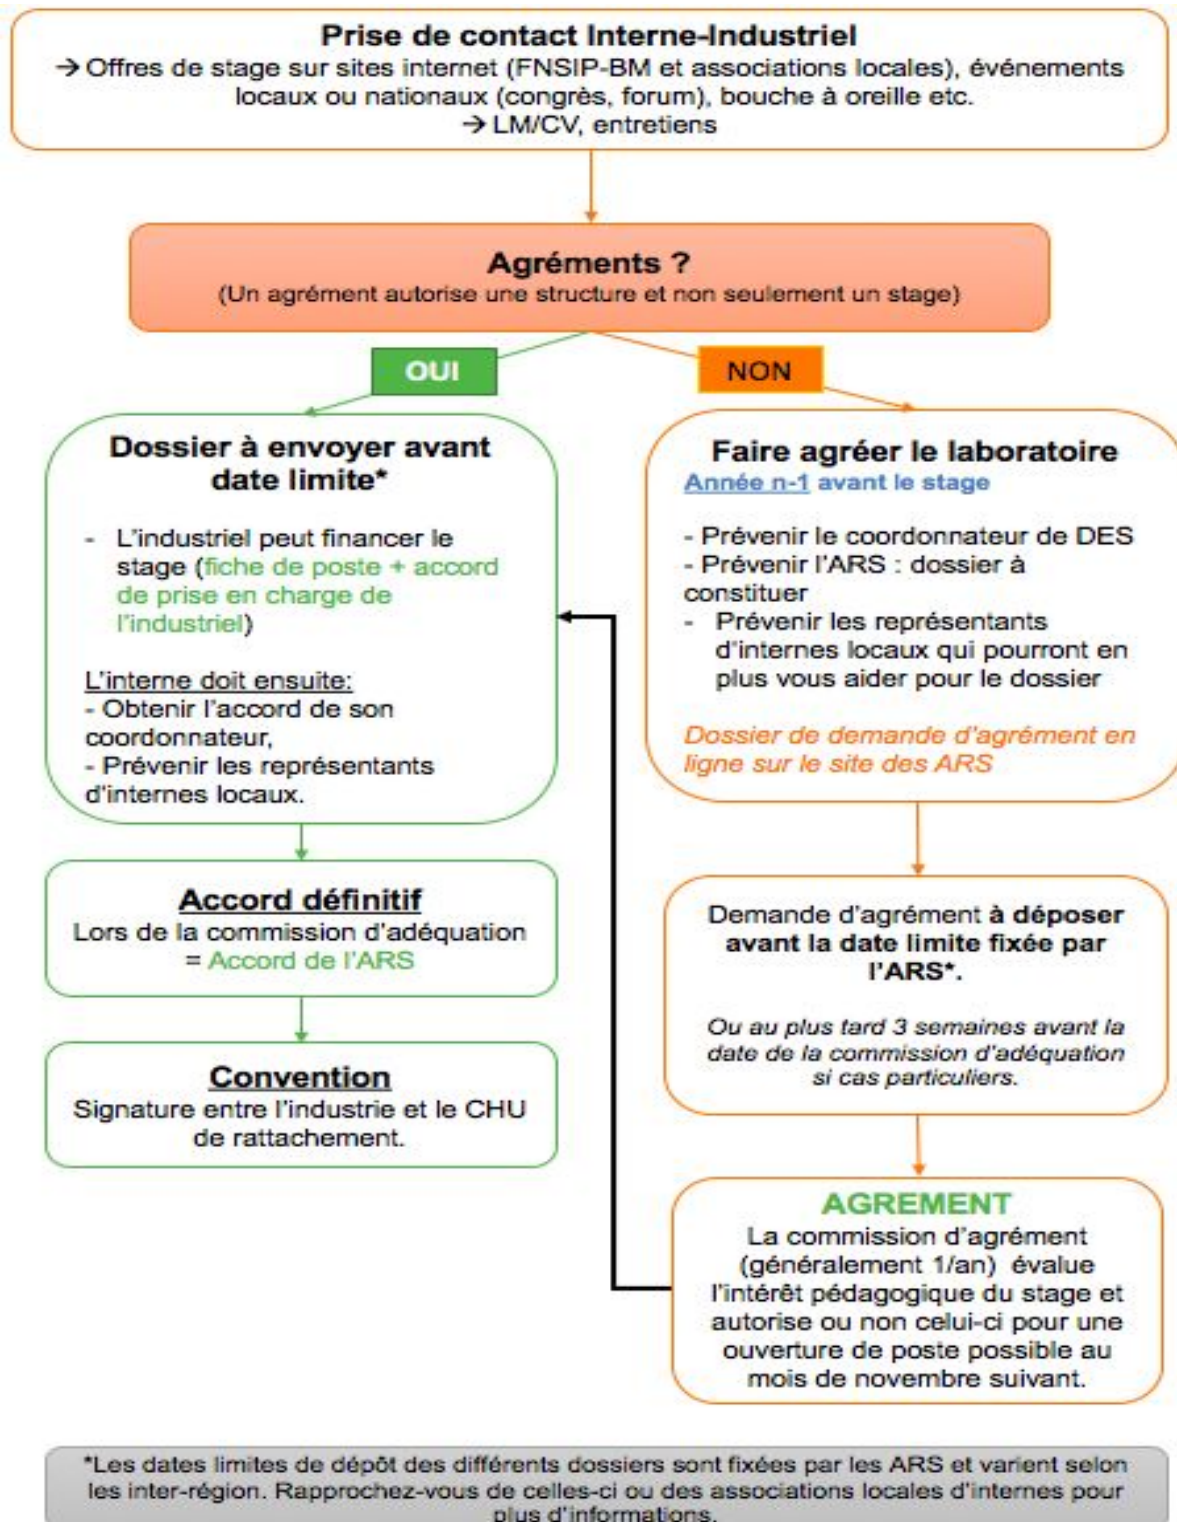 Prise de contact Interne-Industriel
→ Offres de stage sur sites internet (FNSIP-BM et associations locales), événements
locaux ou nationaux (congrès, forum), bouche à oreille etc.
→ LM/CV, entretiens
Agréments ?
(Un agrément autorise une structure et non seulement un stage)
OUI
NON
Dossier à envoyer avant
date limite*
- L'industriel peut financer le
stage (fiche de poste + accord
de prise en charge de
l'industriel)
L'interne doit ensuite:
- Obtenir l'accord de son
coordonnateur,
- Prévenir les représentants
d'internes locaux.
Accord définitif
Lors de la commission d'adéquation
= Accord de l'ARS
Convention
Signature entre l'industrie et le CHU
de rattachement.
Faire agréer le laboratoire
Année n-1 avant le stage
- Prévenir le coordonnateur de DES
- Prévenir l'ARS : dossier à
constituer
- Prévenir les représentants
d'internes locaux qui pourront en
plus vous aider pour le dossier
Dossier de demande d'agrément en
ligne sur le site des ARS
Demande d'agrément à déposer
avant la date limite fixée par
l'ARS*.
Ou au plus tard 3 semaines avant la
date de la commission d'adéquation
si cas particuliers.
AGREMENT
La commission d'agrément
(généralement 1/an) évalue
l'intérêt pédagogique du stage et
autorise ou non celui-ci pour une
ouverture de poste possible au
mois de novembre suivant.
*Les dates limites de dépôt des différents dossiers sont fixées par les ARS et varient selon
les inter-région. Rapprochez-vous de celles-ci ou des associations locales d'internes pour
plus d'informations.